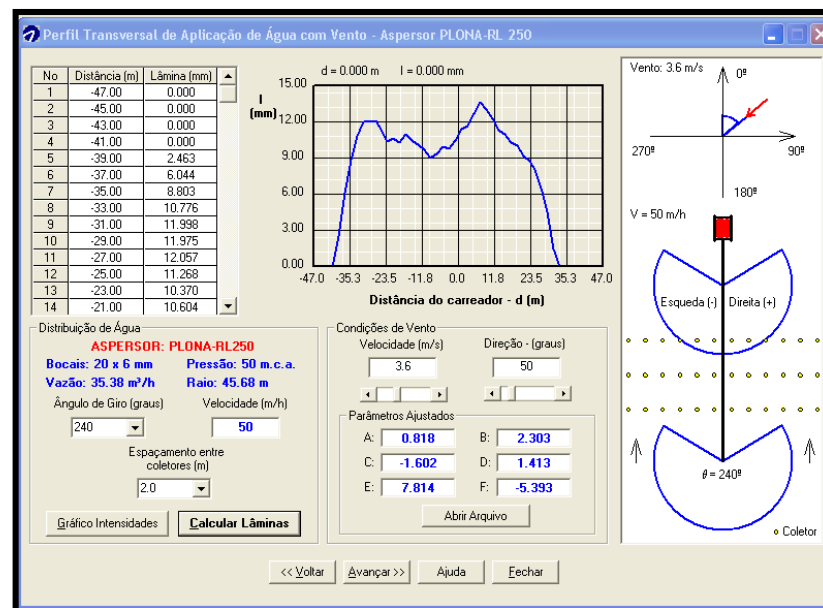 Perfil Transversal de Aplicação de Água com Vento - Aspersor PLONA-RL 250
No Distância (m) Lâmina (mm)
1 -47.00 0.000
2 -45.00 0.000
3 -43.00 0.000
4 -41.00 0.000
5 -39.00 2.463
6 -37.00 6.044
7 -35.00 8.803
8 -33.00 10.776
9 -31.00 11.998
10 -29.00 11.975
11 -27.00 12.057
12 -25.00 11.268
13 -23.00 10.370
14 -21.00 10.604
d = 0.000 m l = 0.000 mm
l
(mm)
15.00
12.00
9.00
6.00
3.00
0.00
-47.0 -35.3 -23.5 -11.8 0.0 11.8 23.5 35.3 47.0
Distância do carreador - d (m)
Vento: 3.6 m/s
0º
270º 90º
180º
V = 50 m/h
Esqueda (-) Direita (+)
θ = 240º
Coletor
Distribuição de Água
ASPERSOR: PLONA-RL250
Bocais: 20 x 6 mm Pressão: 50 m.c.a.
Vazão: 35.38 m³/h Raio: 45.68 m
Ângulo de Giro (graus) Velocidade (m/h)
240 50
Espaçamento entre
coletores (m)
2.0
Gráfico Intensidades Calcular Lâminas
Condições de Vento
Velocidade (m/s) Direção - (graus)
3.6 50
Parâmetros Ajustados
A: 0.818 B: 2.303
C: -1.602 D: 1.413
E: 7.814 F: -5.393
Abrir Arquivo
<< Voltar Avançar >> Ajuda Fechar